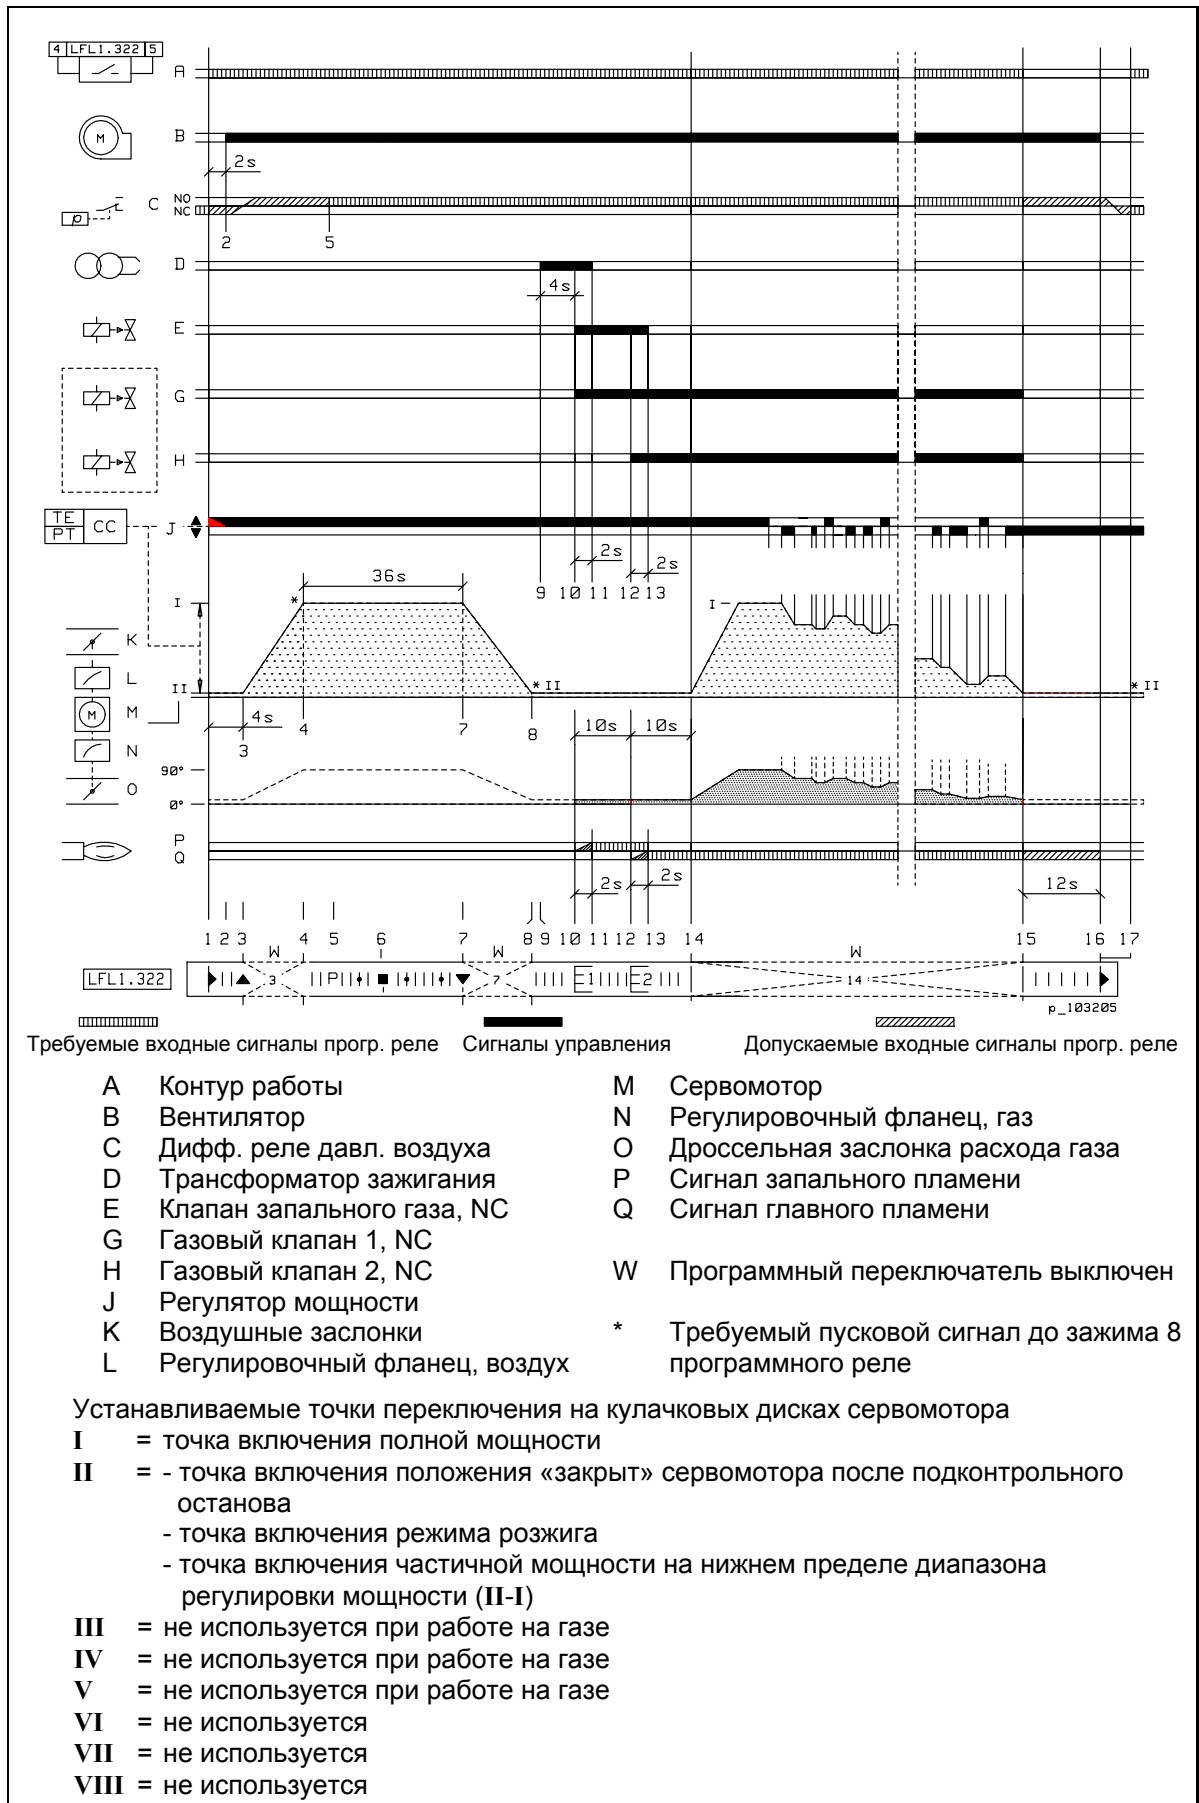 4 LFL1.322 5
A
M B
2s
p C NO
NC
2 5
D
4s
E
G
H
TE
PT CC J
2s 2s
36s
9 10 11 12 13
I * I
K
L
II * II * II
M M
4s 10s 10s
3 4 7 8
N
90°
O
0°
P
Q
2s 2s 12s
1 2 3 4 5 6 7 8 9 10 11 12 13 14 15 16 17
W W W
LFL1.322 3 P 7 1 2 14
p_103205
Требуемые входные сигналы прогр. реле Сигналы управления Допускаемые входные сигналы прогр. реле
A Контур работы M Сервомотор
B Вентилятор N Регулировочный фланец, газ
C Дифф. реле давл. воздуха O Дроссельная заслонка расхода газа
D Трансформатор зажигания P Сигнал запального пламени
E Клапан запального газа, NC Q Сигнал главного пламени
G Газовый клапан 1, NC
H Газовый клапан 2, NC W Программный переключатель выключен
J Регулятор мощности
K Воздушные заслонки * Требуемый пусковой сигнал до зажима 8
L Регулировочный фланец, воздух программного реле
Устанавливаемые точки переключения на кулачковых дисках сервомотора
I = точка включения полной мощности
II = - точка включения положения «закрыт» сервомотора после подконтрольного
останова
- точка включения режима розжига
- точка включения частичной мощности на нижнем пределе диапазона
регулировки мощности (II-I)
III = не используется при работе на газе
IV = не используется при работе на газе
V = не используется при работе на газе
VI = не используется
VII = не используется
VIII = не используется